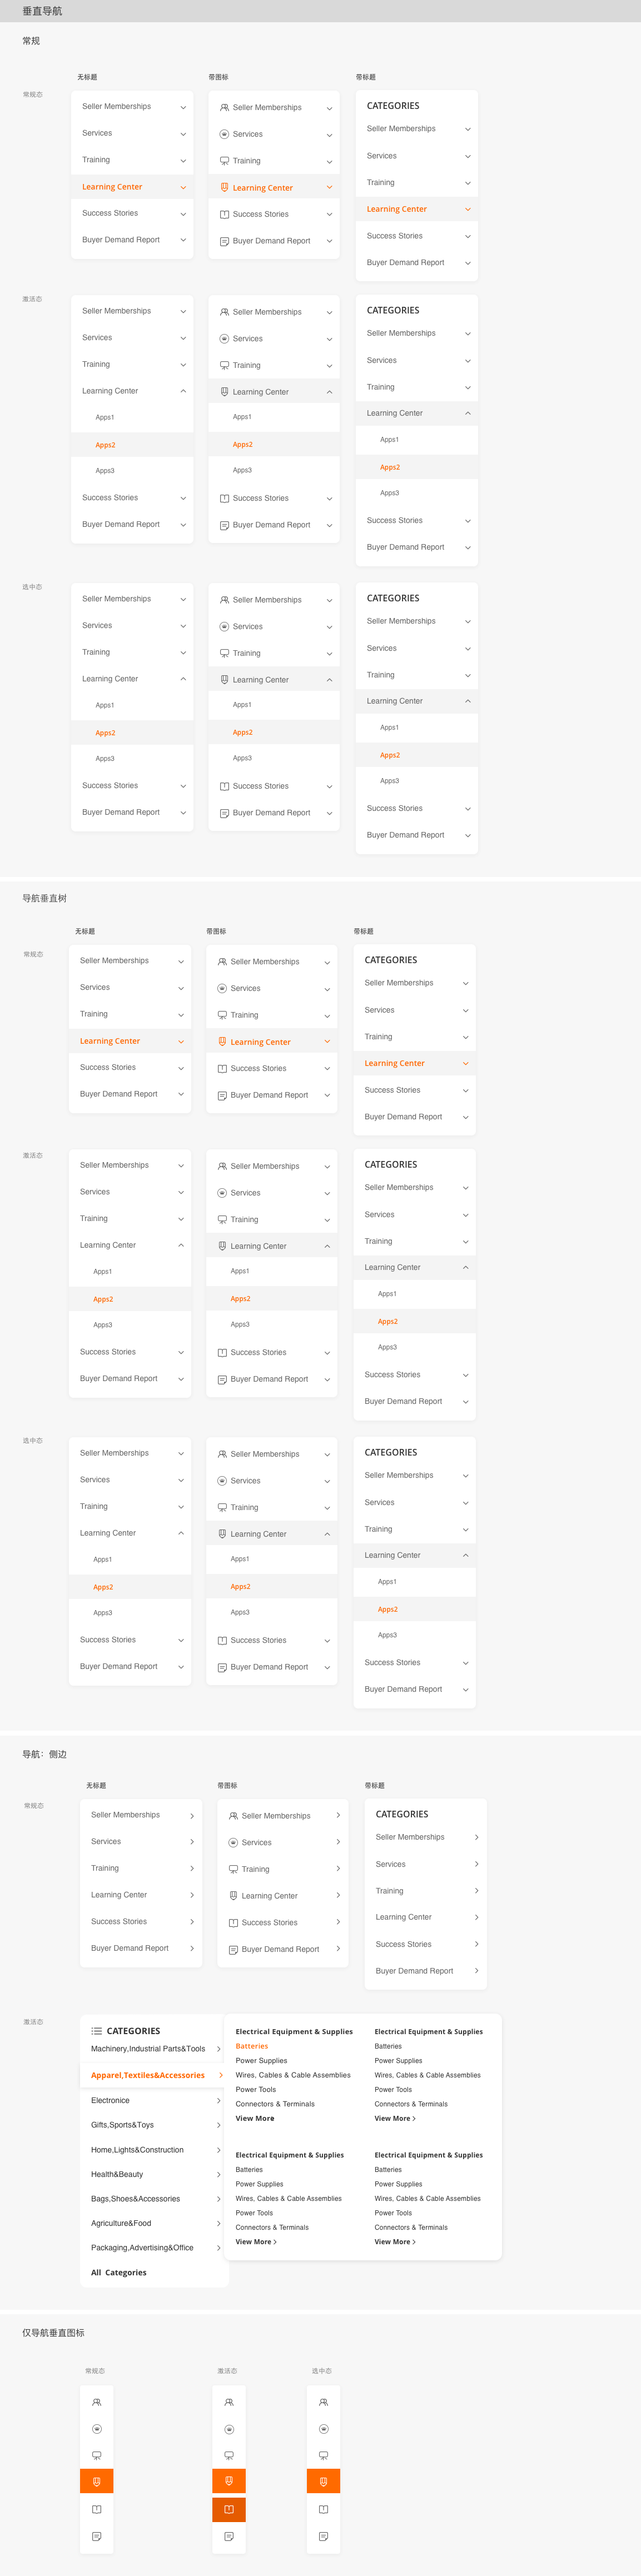 垂直导航
常规
无标题
带图标
带标题
常规态
Seller Memberships
Services
Training
Learning Center
Success Stories
Buyer Demand Report
Seller Memberships
Services
Training
Learning Center
Success Stories
Buyer Demand Report
CATEGORIES
Seller Memberships
Services
Training
Learning Center
Success Stories
Buyer Demand Report
激活态
Seller Memberships
Services
Training
Learning Center
Apps1
Apps2
Apps3
Success Stories
Buyer Demand Report
Seller Memberships
Services
Training
Learning Center
Apps1
Apps2
Apps3
Success Stories
Buyer Demand Report
CATEGORIES
Seller Memberships
Services
Training
Learning Center
Apps1
Apps2
Apps3
Success Stories
Buyer Demand Report
选中态
Seller Memberships
Services
Training
Learning Center
Apps1
Apps2
Apps3
Success Stories
Buyer Demand Report
Seller Memberships
Services
Training
Learning Center
Apps1
Apps2
Apps3
Success Stories
Buyer Demand Report
CATEGORIES
Seller Memberships
Services
Training
Learning Center
Apps1
Apps2
Apps3
Success Stories
Buyer Demand Report
导航垂直树
无标题
带图标
带标题
常规态
Seller Memberships
Services
Training
Learning Center
Success Stories
Buyer Demand Report
Seller Memberships
Services
Training
Learning Center
Success Stories
Buyer Demand Report
CATEGORIES
Seller Memberships
Services
Training
Learning Center
Success Stories
Buyer Demand Report
激活态
Seller Memberships
Services
Training
Learning Center
Apps1
Apps2
Apps3
Success Stories
Buyer Demand Report
Seller Memberships
Services
Training
Learning Center
Apps1
Apps2
Apps3
Success Stories
Buyer Demand Report
CATEGORIES
Seller Memberships
Services
Training
Learning Center
Apps1
Apps2
Apps3
Success Stories
Buyer Demand Report
选中态
Seller Memberships
Services
Training
Learning Center
Apps1
Apps2
Apps3
Success Stories
Buyer Demand Report
Seller Memberships
Services
Training
Learning Center
Apps1
Apps2
Apps3
Success Stories
Buyer Demand Report
CATEGORIES
Seller Memberships
Services
Training
Learning Center
Apps1
Apps2
Apps3
Success Stories
Buyer Demand Report
导航：侧边
无标题
带图标
带标题
常规态
Seller Memberships
Services
Training
Learning Center
Success Stories
Buyer Demand Report
Seller Memberships
Services
Training
Learning Center
Success Stories
Buyer Demand Report
CATEGORIES
Seller Memberships
Services
Training
Learning Center
Success Stories
Buyer Demand Report
激活态
CATEGORIES
Machinery,Industrial Parts&Tools
Apparel,Textiles&Accessories
Electronice
Gifts,Sports&Toys
Home,Lights&Construction
Health&Beauty
Bags,Shoes&Accessories
Agriculture&Food
Packaging,Advertising&Office
All Categories
Electrical Equipment & Supplies
Batteries
Power Supplies
Wires, Cables & Cable Assemblies
Power Tools
Connectors & Terminals
View More
Electrical Equipment & Supplies
Batteries
Power Supplies
Wires, Cables & Cable Assemblies
Power Tools
Connectors & Terminals
View More
Electrical Equipment & Supplies
Batteries
Power Supplies
Wires, Cables & Cable Assemblies
Power Tools
Connectors & Terminals
View More
Electrical Equipment & Supplies
Batteries
Power Supplies
Wires, Cables & Cable Assemblies
Power Tools
Connectors & Terminals
View More
仅导航垂直图标
常规态
激活态
选中态